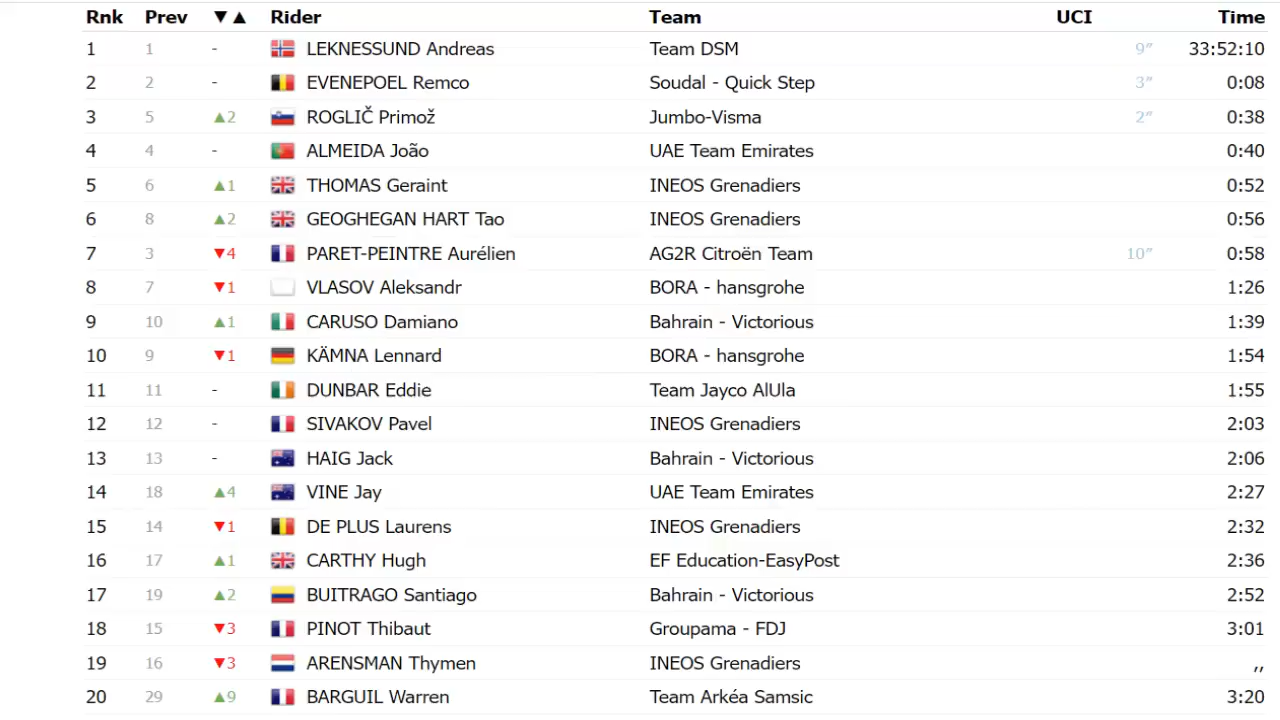 Rnk Prev ▼▲ Rider Team UCI Time
1 1 - LEKNESSUND Andreas Team DSM 9″ 33:52:10
2 2 - EVENEPOEL Remco Soudal - Quick Step 3″ 0:08
3 5 ▲2 ROGLIČ Primož Jumbo-Visma 2″ 0:38
4 4 - ALMEIDA João UAE Team Emirates 0:40
5 6 ▲1 THOMAS Geraint INEOS Grenadiers 0:52
6 8 ▲2 GEOGHEGAN HART Tao INEOS Grenadiers 0:56
7 3 ▼4 PARET-PEINTRE Aurélien AG2R Citroën Team 10″ 0:58
8 7 ▼1 VLASOV Aleksandr BORA - hansgrohe 1:26
9 10 ▲1 CARUSO Damiano Bahrain - Victorious 1:39
10 9 ▼1 KÄMNA Lennard BORA - hansgrohe 1:54
11 11 - DUNBAR Eddie Team Jayco AlUla 1:55
12 12 - SIVAKOV Pavel INEOS Grenadiers 2:03
13 13 - HAIG Jack Bahrain - Victorious 2:06
14 18 ▲4 VINE Jay UAE Team Emirates 2:27
15 14 ▼1 DE PLUS Laurens INEOS Grenadiers 2:32
16 17 ▲1 CARTHY Hugh EF Education-EasyPost 2:36
17 19 ▲2 BUITRAGO Santiago Bahrain - Victorious 2:52
18 15 ▼3 PINOT Thibaut Groupama - FDJ 3:01
19 16 ▼3 ARENSMAN Thymen INEOS Grenadiers ,,
20 29 ▲9 BARGUIL Warren Team Arkéa Samsic 3:20